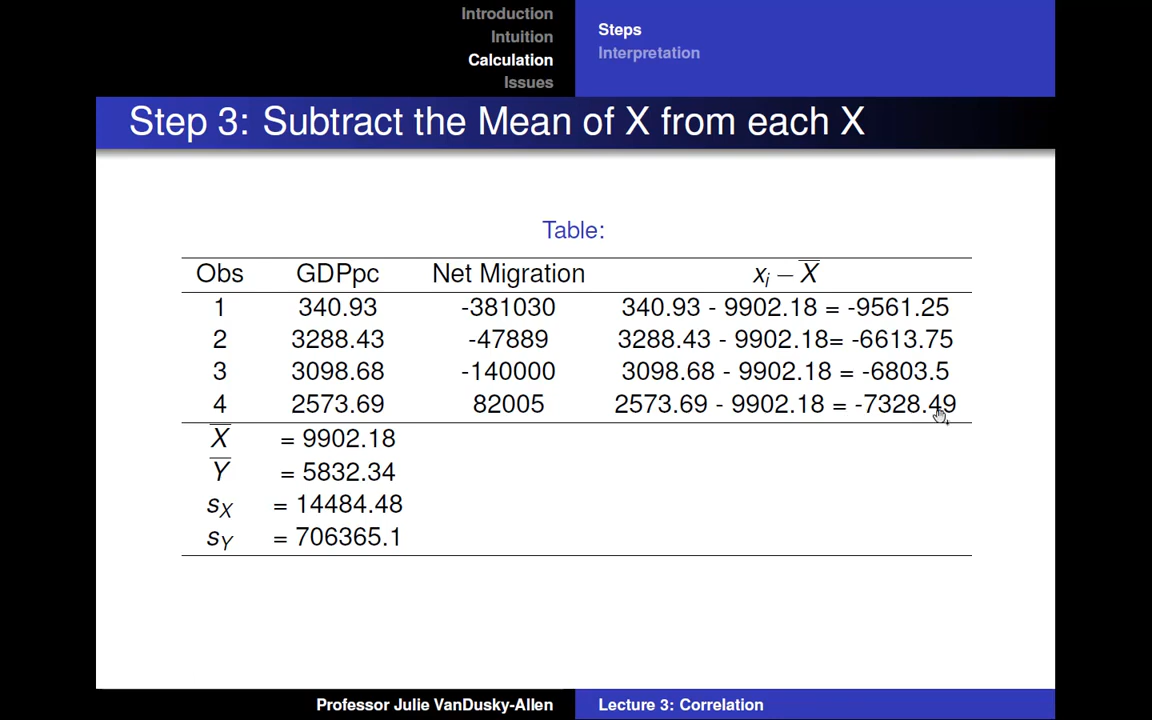 Introduction
Intuition
Calculation
Issues
Steps
Interpretation
Step 3: Subtract the Mean of X from each X
Table:
Obs GDPpc Net Migration xᵢ − X̅
1 340.93 -381030 340.93 - 9902.18 = -9561.25
2 3288.43 -47889 3288.43 - 9902.18= -6613.75
3 3098.68 -140000 3098.68 - 9902.18 = -6803.5
4 2573.69 82005 2573.69 - 9902.18 = -7328.49
X̅ = 9902.18
Y̅ = 5832.34
s_X = 14484.48
s_Y = 706365.1
Professor Julie VanDusky-Allen
Lecture 3: Correlation